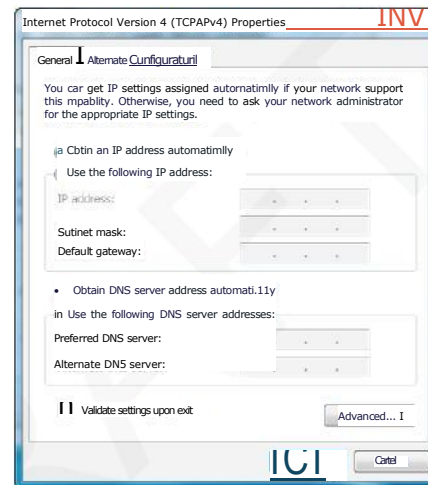 Internet Protocol Version 4 (TCPAPv4) Properties INV
General I Alternate Cunfiguraturil
You car get IP settings assigned autornatimlly if your network support
this mpablity. Otherwise, you need to ask your network administrator
for the appropriate IP settings.
a Cbtin an IP address automatimlly
Use the following IP address:
IP address:
Sutinet mask:
Default gateway:
• Obtain DNS server address automati.11y
in Use the following DNS server addresses:
Preferred DNS server:
Alternate DN5 server:
[ ] Validate settings upon exit
Advanced... I
ICI Cartel